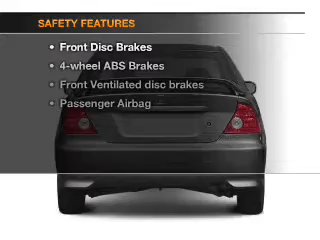 SAFETY FEATURES
• Front Disc Brakes
• 4-wheel ABS Brakes
• Front Ventilated disc brakes
• Passenger Airbag